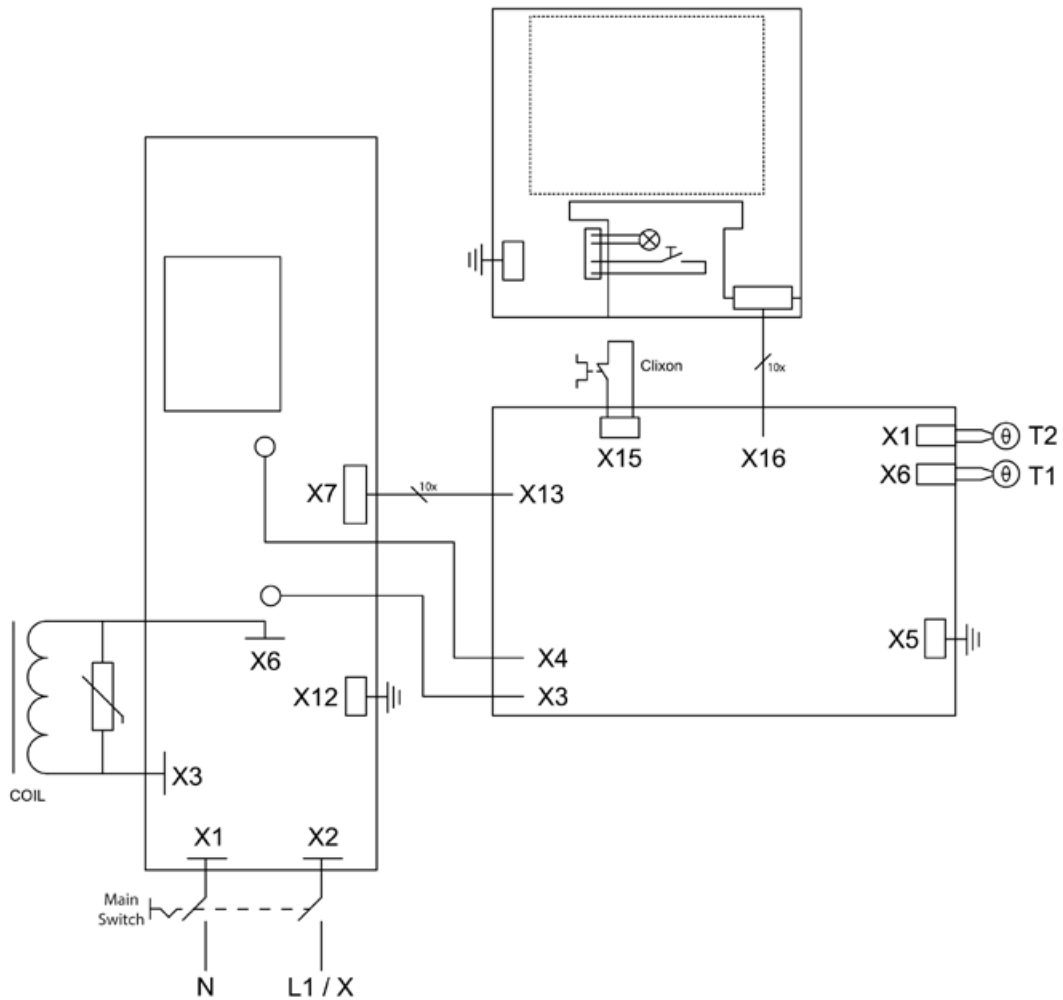 10x
Clixon
X15
X16
X1
T2
X6
T1
X7
10x
X13
X6
X4
X5
X12
X3
X3
COIL
X1
X2
Main
Switch
N
L1 / X